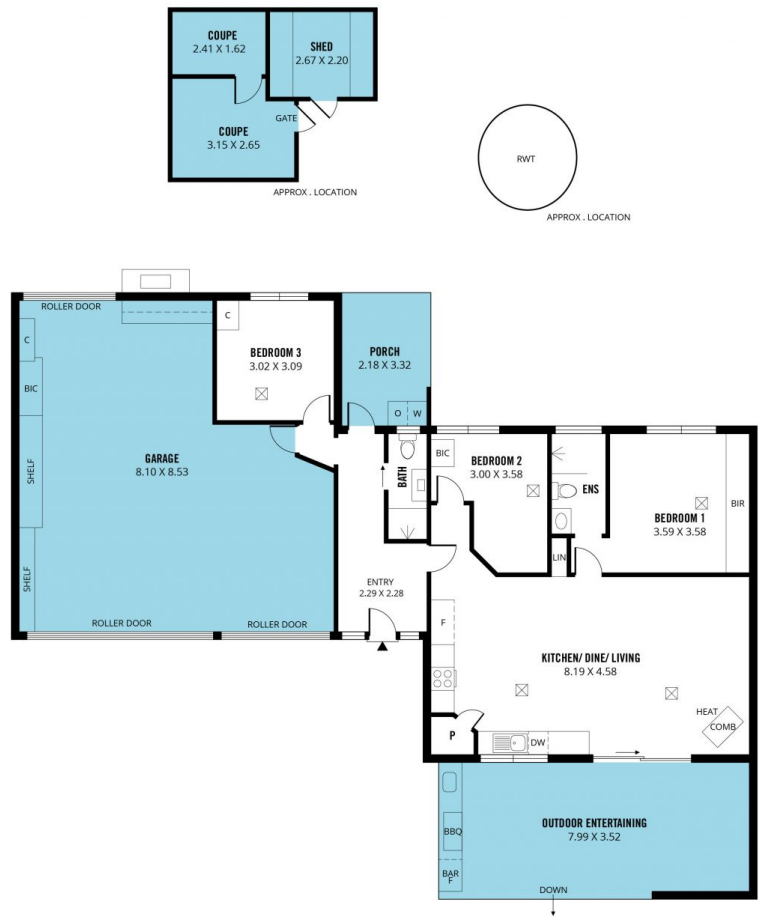 COUPE
2.41 X 1.62
SHED
2.67 X 2.20
GATE
COUPE
3.15 X 2.65
APPROX . LOCATION
RWT
APPROX . LOCATION
ROLLER DOOR
C
C
BIC
SHELF
SHELF
GARAGE
8.10 X 8.53
BEDROOM 3
3.02 X 3.09
PORCH
2.18 X 3.32
O W
BATH
BIC
BEDROOM 2
3.00 X 3.58
ENS
LIN
BEDROOM 1
3.59 X 3.58
BIR
ENTRY
2.29 X 2.28
ROLLER DOOR
ROLLER DOOR
F
KITCHEN/ DINE/ LIVING
8.19 X 4.58
HEAT
COMB
P
DW
OUTDOOR ENTERTAINING
7.99 X 3.52
BBQ
BAR
F
DOWN